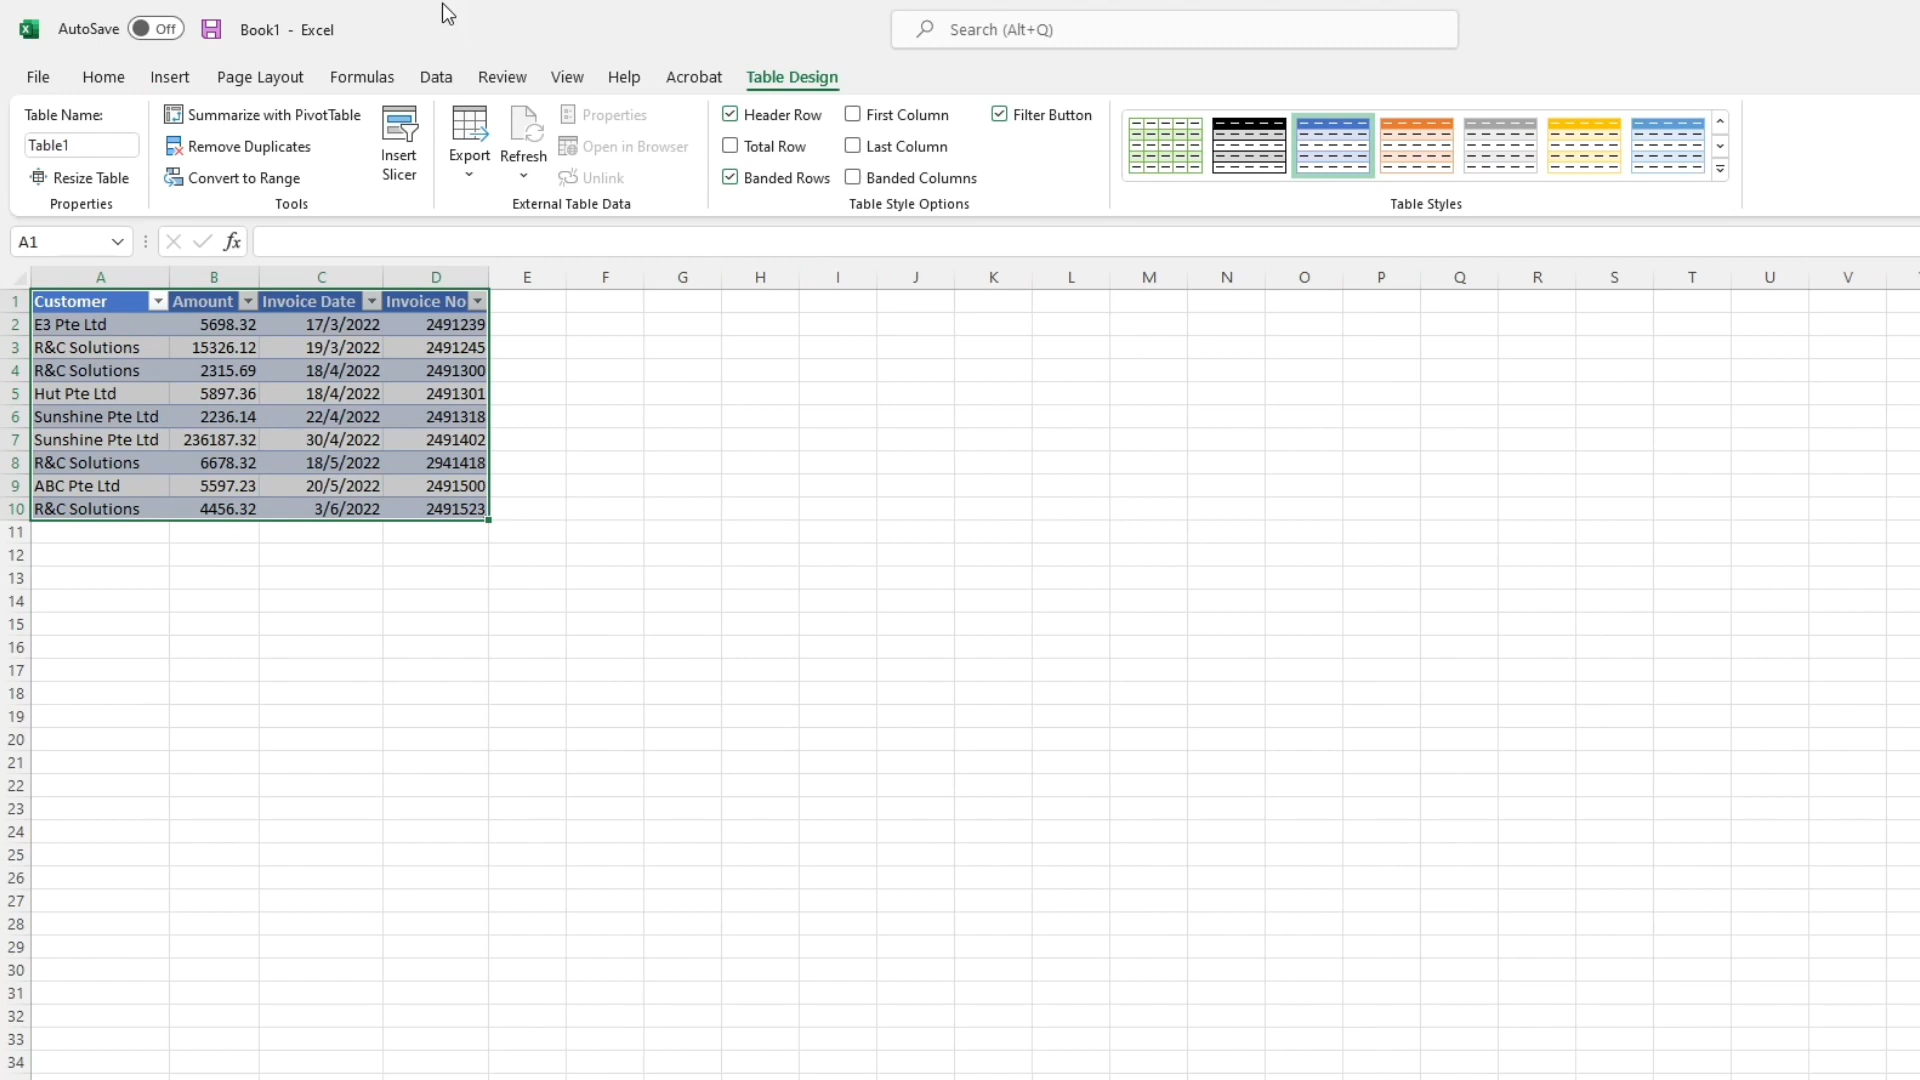 AutoSave Off Book1 - Excel Search (Alt+Q)
File Home Insert Page Layout Formulas Data Review View Help Acrobat Table Design
Table Name:
Table1
Resize Table
Properties
Summarize with PivotTable
Remove Duplicates
Convert to Range
Tools
Insert
Slicer
Export
Refresh
Properties
Open in Browser
Unlink
External Table Data
Header Row First Column Filter Button
Total Row Last Column
Banded Rows Banded Columns
Table Style Options
Table Styles
A1 fx
A B C D E F G H I J K L M N O P Q R S T U V
1 Customer Amount Invoice Date Invoice No
2 E3 Pte Ltd 5698.32 17/3/2022 2491239
3 R&C Solutions 15326.12 19/3/2022 2491245
4 R&C Solutions 2315.69 18/4/2022 2491300
5 Hut Pte Ltd 5897.36 18/4/2022 2491301
6 Sunshine Pte Ltd 2236.14 22/4/2022 2491318
7 Sunshine Pte Ltd 236187.32 30/4/2022 2491402
8 R&C Solutions 6678.32 18/5/2022 2941418
9 ABC Pte Ltd 5597.23 20/5/2022 2491500
10 R&C Solutions 4456.32 3/6/2022 2491523
11
12
13
14
15
16
17
18
19
20
21
22
23
24
25
26
27
28
29
30
31
32
33
34